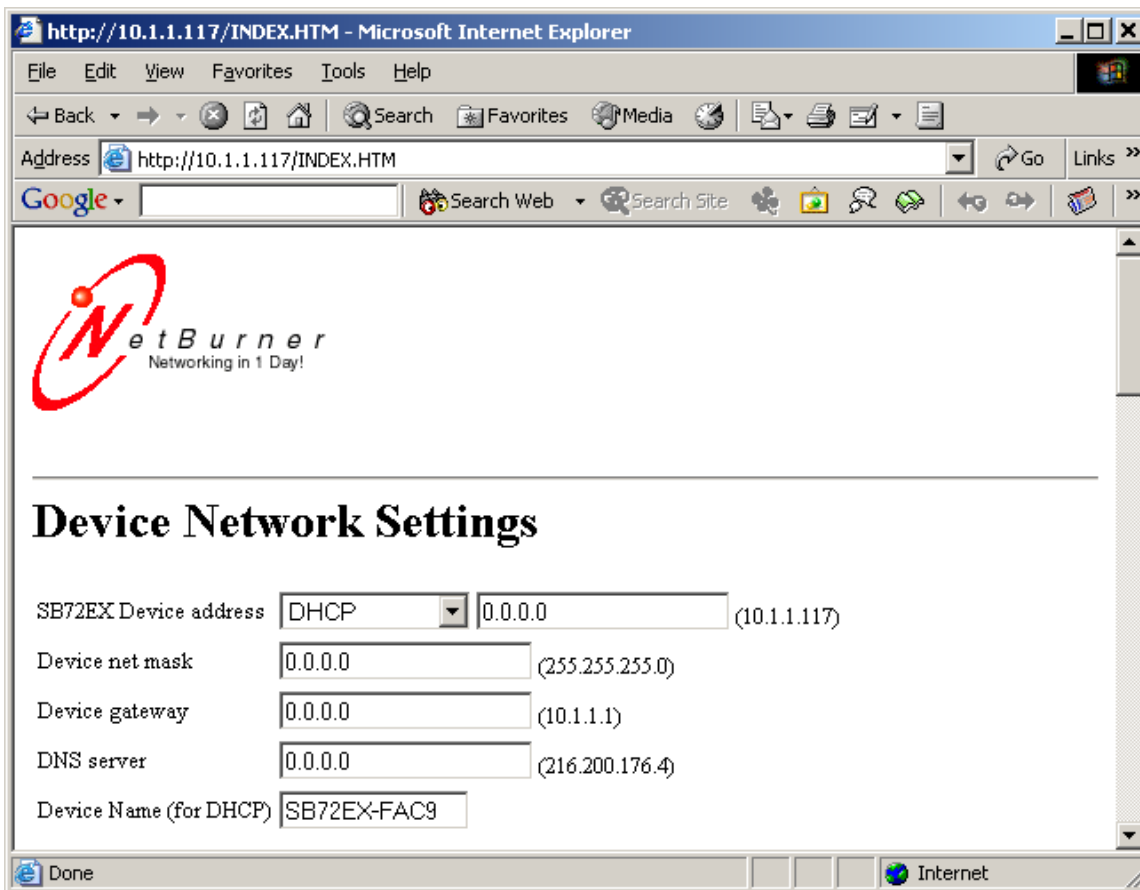 http://10.1.1.117/INDEX.HTM - Microsoft Internet Explorer
File Edit View Favorites Tools Help
Back Search Favorites Media
Address http://10.1.1.117/INDEX.HTM Go Links »
Google Search Web Search Site »
NetBurner
Networking in 1 Day!
Device Network Settings
SB72EX Device address DHCP 0.0.0.0 (10.1.1.117)
Device net mask 0.0.0.0 (255.255.255.0)
Device gateway 0.0.0.0 (10.1.1.1)
DNS server 0.0.0.0 (216.200.176.4)
Device Name (for DHCP) SB72EX-FAC9
Done Internet